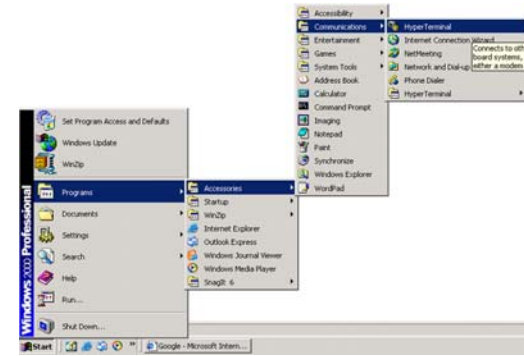 Accessibility
Communications
Entertainment
Games
System Tools
Address Book
Calculator
Command Prompt
Imaging
Notepad
Paint
Synchronize
Windows Explorer
WordPad
HyperTerminal
Internet Connection Wizard
NetMeeting
Network and Dial-up
Phone Dialer
HyperTerminal
Connects to oth
board systems,
either a modem
Set Program Access and Defaults
Windows Update
WinZip
Programs
Documents
Settings
Search
Help
Run...
Shut Down...
Windows 2000 Professional
Accessories
Startup
WinZip
Internet Explorer
Outlook Express
Windows Journal Viewer
Windows Media Player
SnagIt 6
Start
Google - Microsoft Intern...